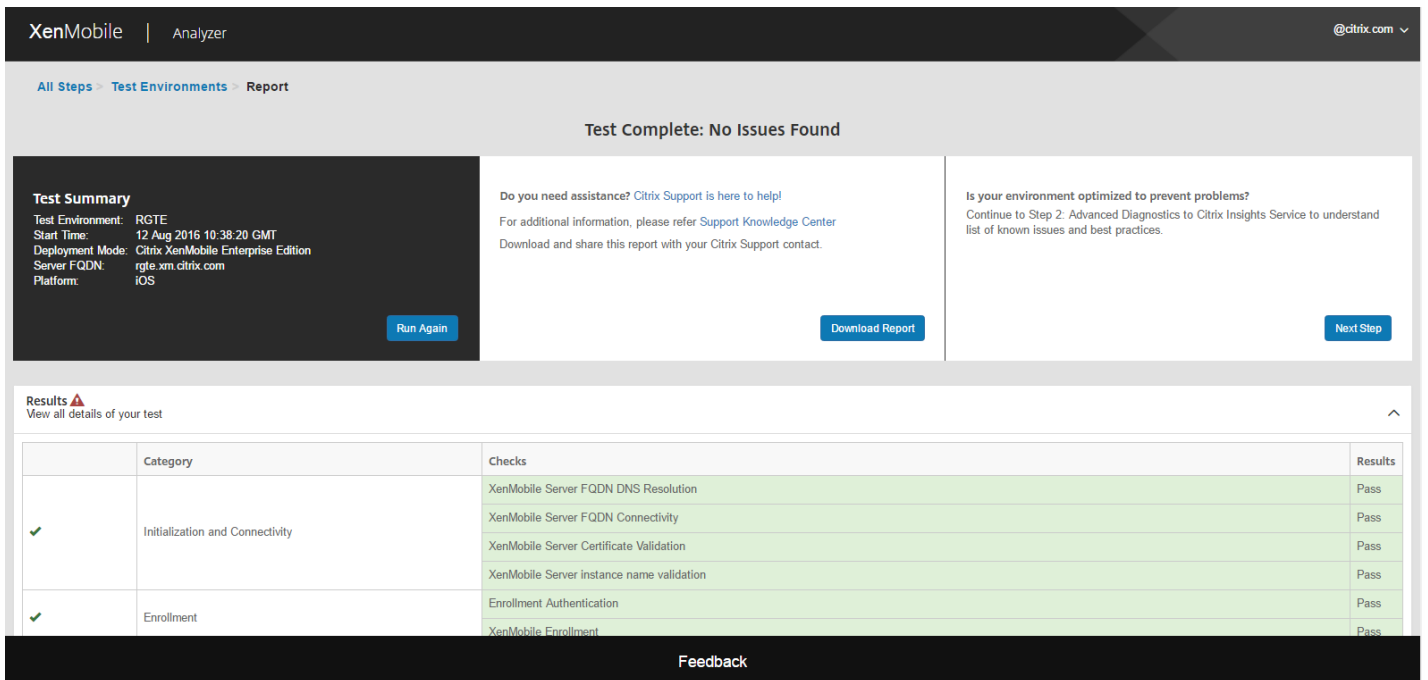 XenMobile | Analyzer
@citrix.com
All Steps > Test Environments > Report
Test Complete: No Issues Found
Test Summary
Test Environment: RGTE
Start Time: 12 Aug 2016 10:38:20 GMT
Deployment Mode: Citrix XenMobile Enterprise Edition
Server FQDN: rgte.xm.citrix.com
Platform: iOS
Run Again
Do you need assistance? Citrix Support is here to help!
For additional information, please refer Support Knowledge Center
Download and share this report with your Citrix Support contact.
Download Report
Is your environment optimized to prevent problems?
Continue to Step 2: Advanced Diagnostics to Citrix Insights Service to understand
list of known issues and best practices.
Next Step
Results
View all details of your test
Category Checks Results
Initialization and Connectivity
XenMobile Server FQDN DNS Resolution Pass
XenMobile Server FQDN Connectivity Pass
XenMobile Server Certificate Validation Pass
XenMobile Server instance name validation Pass
Enrollment
Enrollment Authentication Pass
XenMobile Enrollment Pass
Feedback